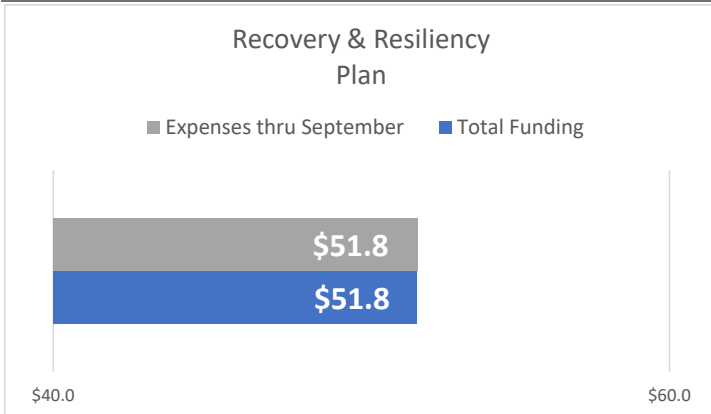 Recovery & Resiliency
Plan
Expenses thru September Total Funding
$51.8
$51.8
$40.0 $60.0